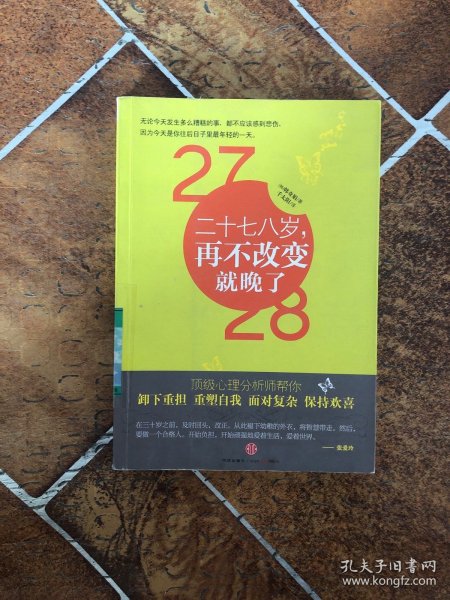 无论今天发生多么糟糕的事，都不应该感到悲伤。
因为今天是你往后日子里最年轻的一天。
27
二十七八岁，
再不改变
就晚了
28
顶级心理分析师帮你
卸下重担 重塑自我 面对复杂 保持欢喜
在三十岁之前，及时回头，改正，从此褪下幼稚的外衣，将智慧带走。然后，
要做一个合格人，开始负担，开始顽强地爱着生活，爱着世界。
——张爱玲
孔夫子旧书网
www.kongfz.com